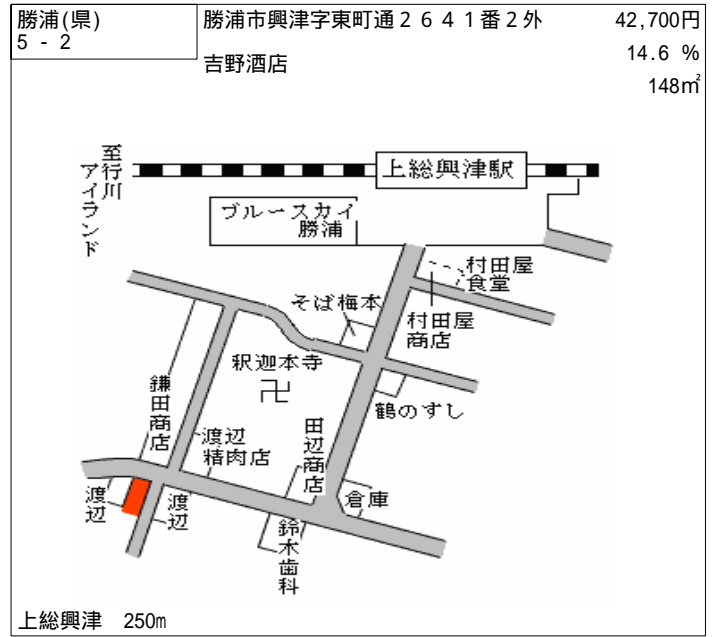 勝浦(県)
5 - 2
勝浦市興津字東町通２６４１番２外
吉野酒店
42,700円
14.6 %
148㎡
至行川
アイランド
上総興津駅
ブルースカイ
勝浦
村田屋
食堂
村田屋
商店
そば梅本
釈迦本寺
卍
鶴のすし
鎌田商店
渡辺
精肉店
田辺商店
倉庫
渡辺
渡辺
鈴木歯科
上総興津 250m